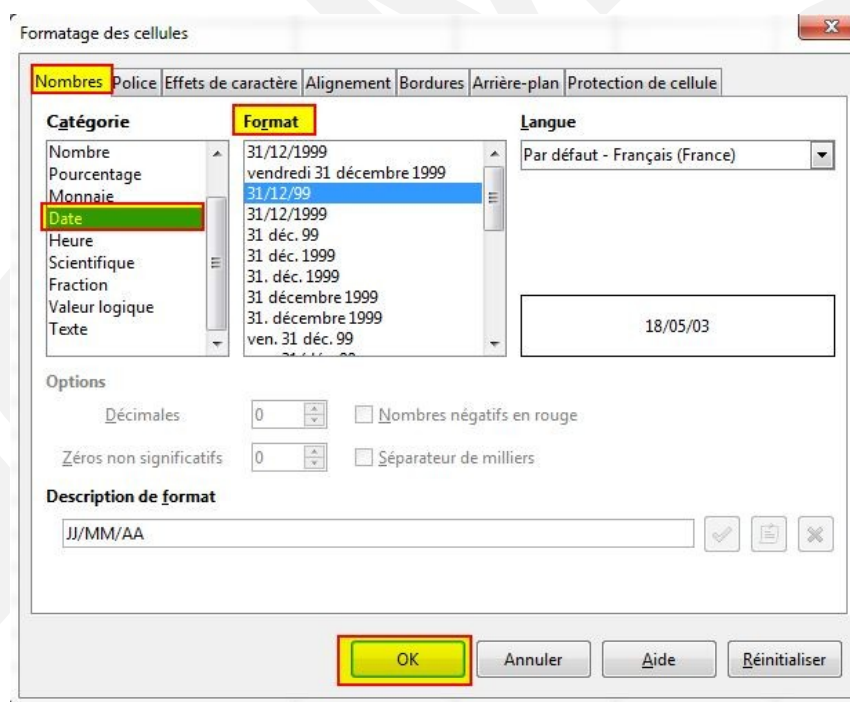 Formatage des cellules
x
Nombres Police Effets de caractère Alignement Bordures Arrière-plan Protection de cellule
Catégorie
Nombre
Pourcentage
Monnaie
Date
Heure
Scientifique
Fraction
Valeur logique
Texte
Format
31/12/1999
vendredi 31 décembre 1999
31/12/99
31/12/1999
31 déc. 99
31 déc. 1999
31. déc. 1999
31 décembre 1999
31. décembre 1999
ven. 31 déc. 99
Langue
Par défaut - Français (France)
18/05/03
Options
Décimales 0 Nombres négatifs en rouge
Zéros non significatifs 0 Séparateur de milliers
Description de format
JJ/MM/AA
OK Annuler Aide Réinitialiser